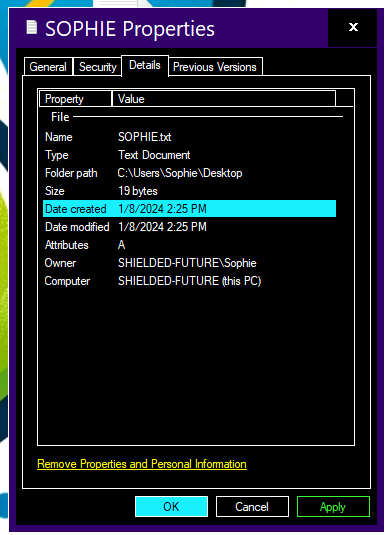 SOPHIE Properties x
General Security Details Previous Versions
Property Value
File
Name SOPHIE.txt
Type Text Document
Folder path C:\Users\Sophie\Desktop
Size 19 bytes
Date created 1/8/2024 2:25 PM
Date modified 1/8/2024 2:25 PM
Attributes A
Owner SHIELDED-FUTURE\Sophie
Computer SHIELDED-FUTURE (this PC)
Remove Properties and Personal Information
OK Cancel Apply